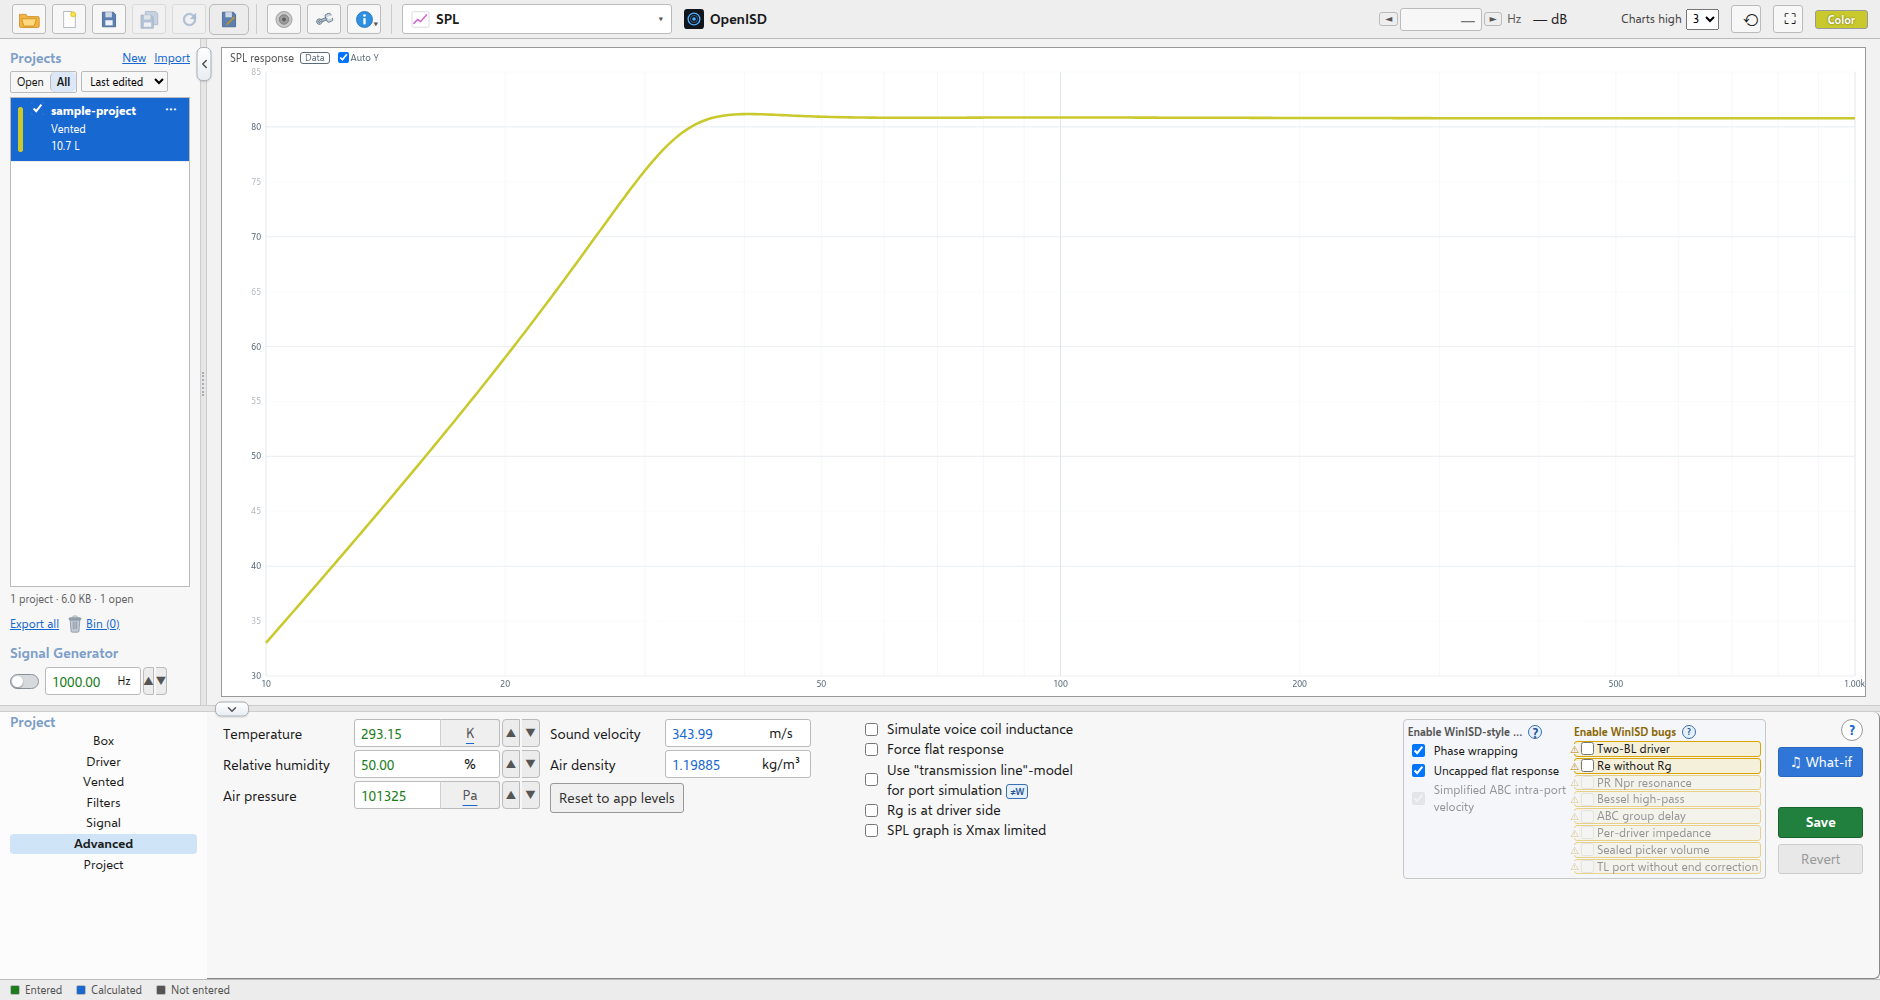 SPL
OpenISD
— Hz — dB
Charts high 3
Color
Projects New Import
Open All Last edited
sample-project ...
Vented
10.7 L
1 project · 6.0 KB · 1 open
Export all Bin (0)
Signal Generator
1000.00 Hz
SPL response Data Auto Y
85
80
75
70
65
60
55
50
45
40
35
30
10 20 50 100 200 500 1.00k
Project
Box
Driver
Vented
Filters
Signal
Advanced
Project
Temperature 293.15 K
Relative humidity 50.00 %
Air pressure 101325 Pa
Sound velocity 343.99 m/s
Air density 1.19885 kg/m³
Reset to app levels
Simulate voice coil inductance
Force flat response
Use "transmission line"-model
for port simulation ≠W
Rg is at driver side
SPL graph is Xmax limited
Enable WinISD-style ... ?
Phase wrapping
Uncapped flat response
Simplified ABC intra-port
velocity
Enable WinISD bugs ?
Two-BL driver
Re without Rg
PR Npr resonance
Bessel high-pass
ABC group delay
Per-driver impedance
Sealed picker volume
TL port without end correction
?
♫ What-if
Save
Revert
Entered Calculated Not entered